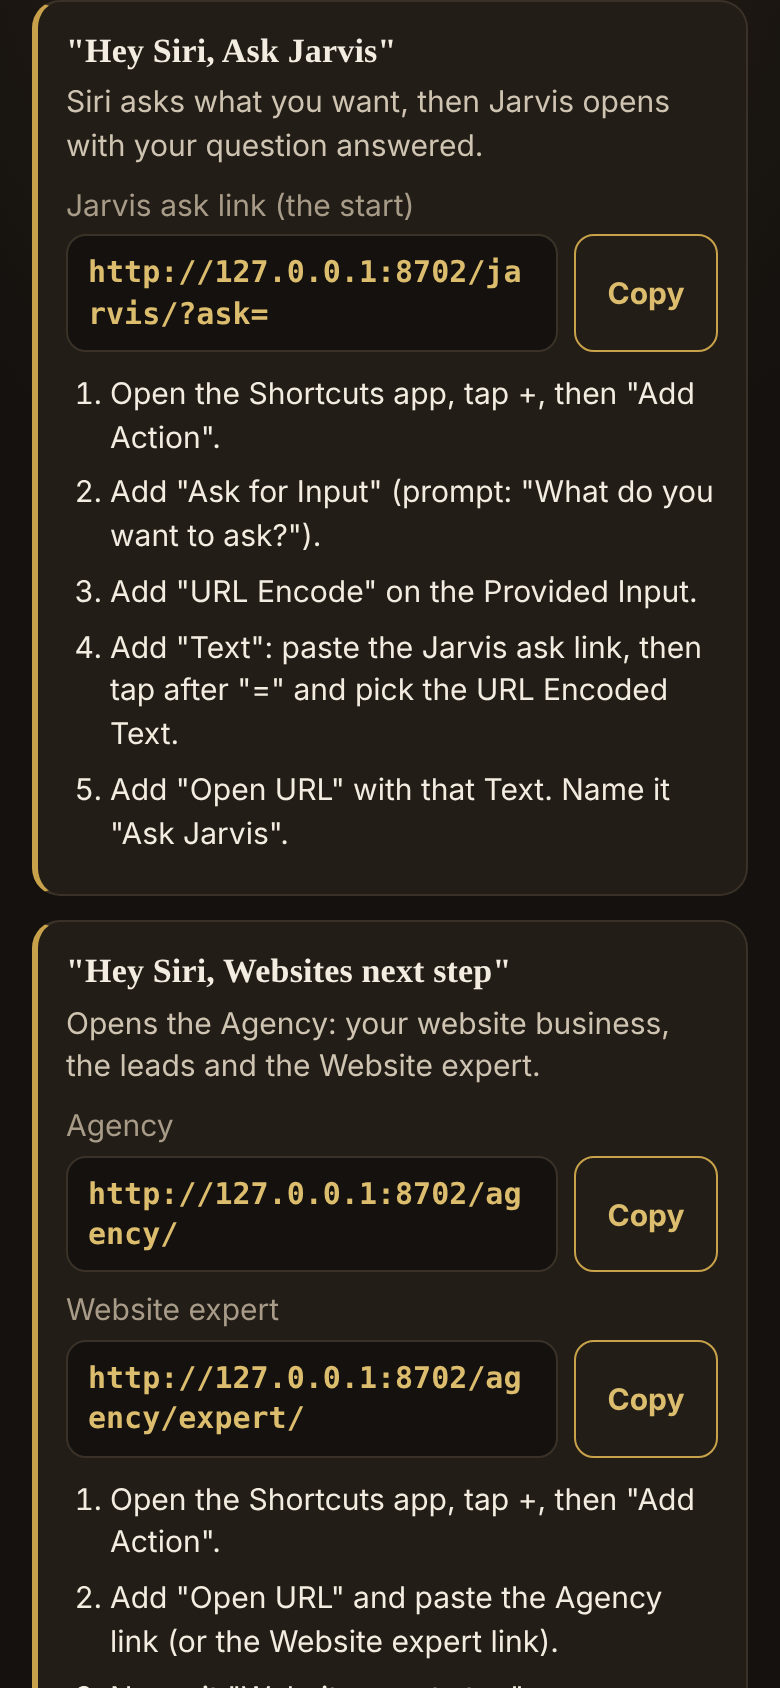 "Hey Siri, Ask Jarvis"
Siri asks what you want, then Jarvis opens
with your question answered.
Jarvis ask link (the start)
http://127.0.0.1:8702/ja
rvis/?ask=
Copy
1. Open the Shortcuts app, tap +, then "Add
Action".
2. Add "Ask for Input" (prompt: "What do you
want to ask?").
3. Add "URL Encode" on the Provided Input.
4. Add "Text": paste the Jarvis ask link, then
tap after "=" and pick the URL Encoded
Text.
5. Add "Open URL" with that Text. Name it
"Ask Jarvis".
"Hey Siri, Websites next step"
Opens the Agency: your website business,
the leads and the Website expert.
Agency
http://127.0.0.1:8702/ag
ency/
Copy
Website expert
http://127.0.0.1:8702/ag
ency/expert/
Copy
1. Open the Shortcuts app, tap +, then "Add
Action".
2. Add "Open URL" and paste the Agency
link (or the Website expert link).